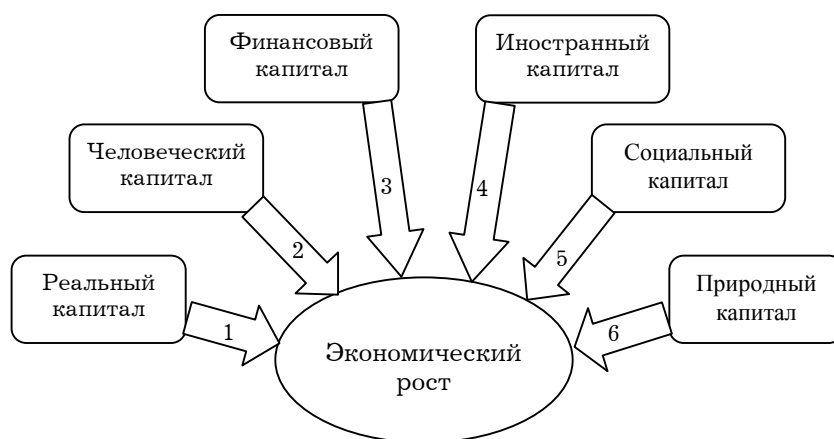 Финансовый
капитал
Иностранный
капитал
Человеческий
капитал
Социальный
капитал
3
4
2
5
Реальный
капитал
Природный
капитал
1
6
Экономический
рост